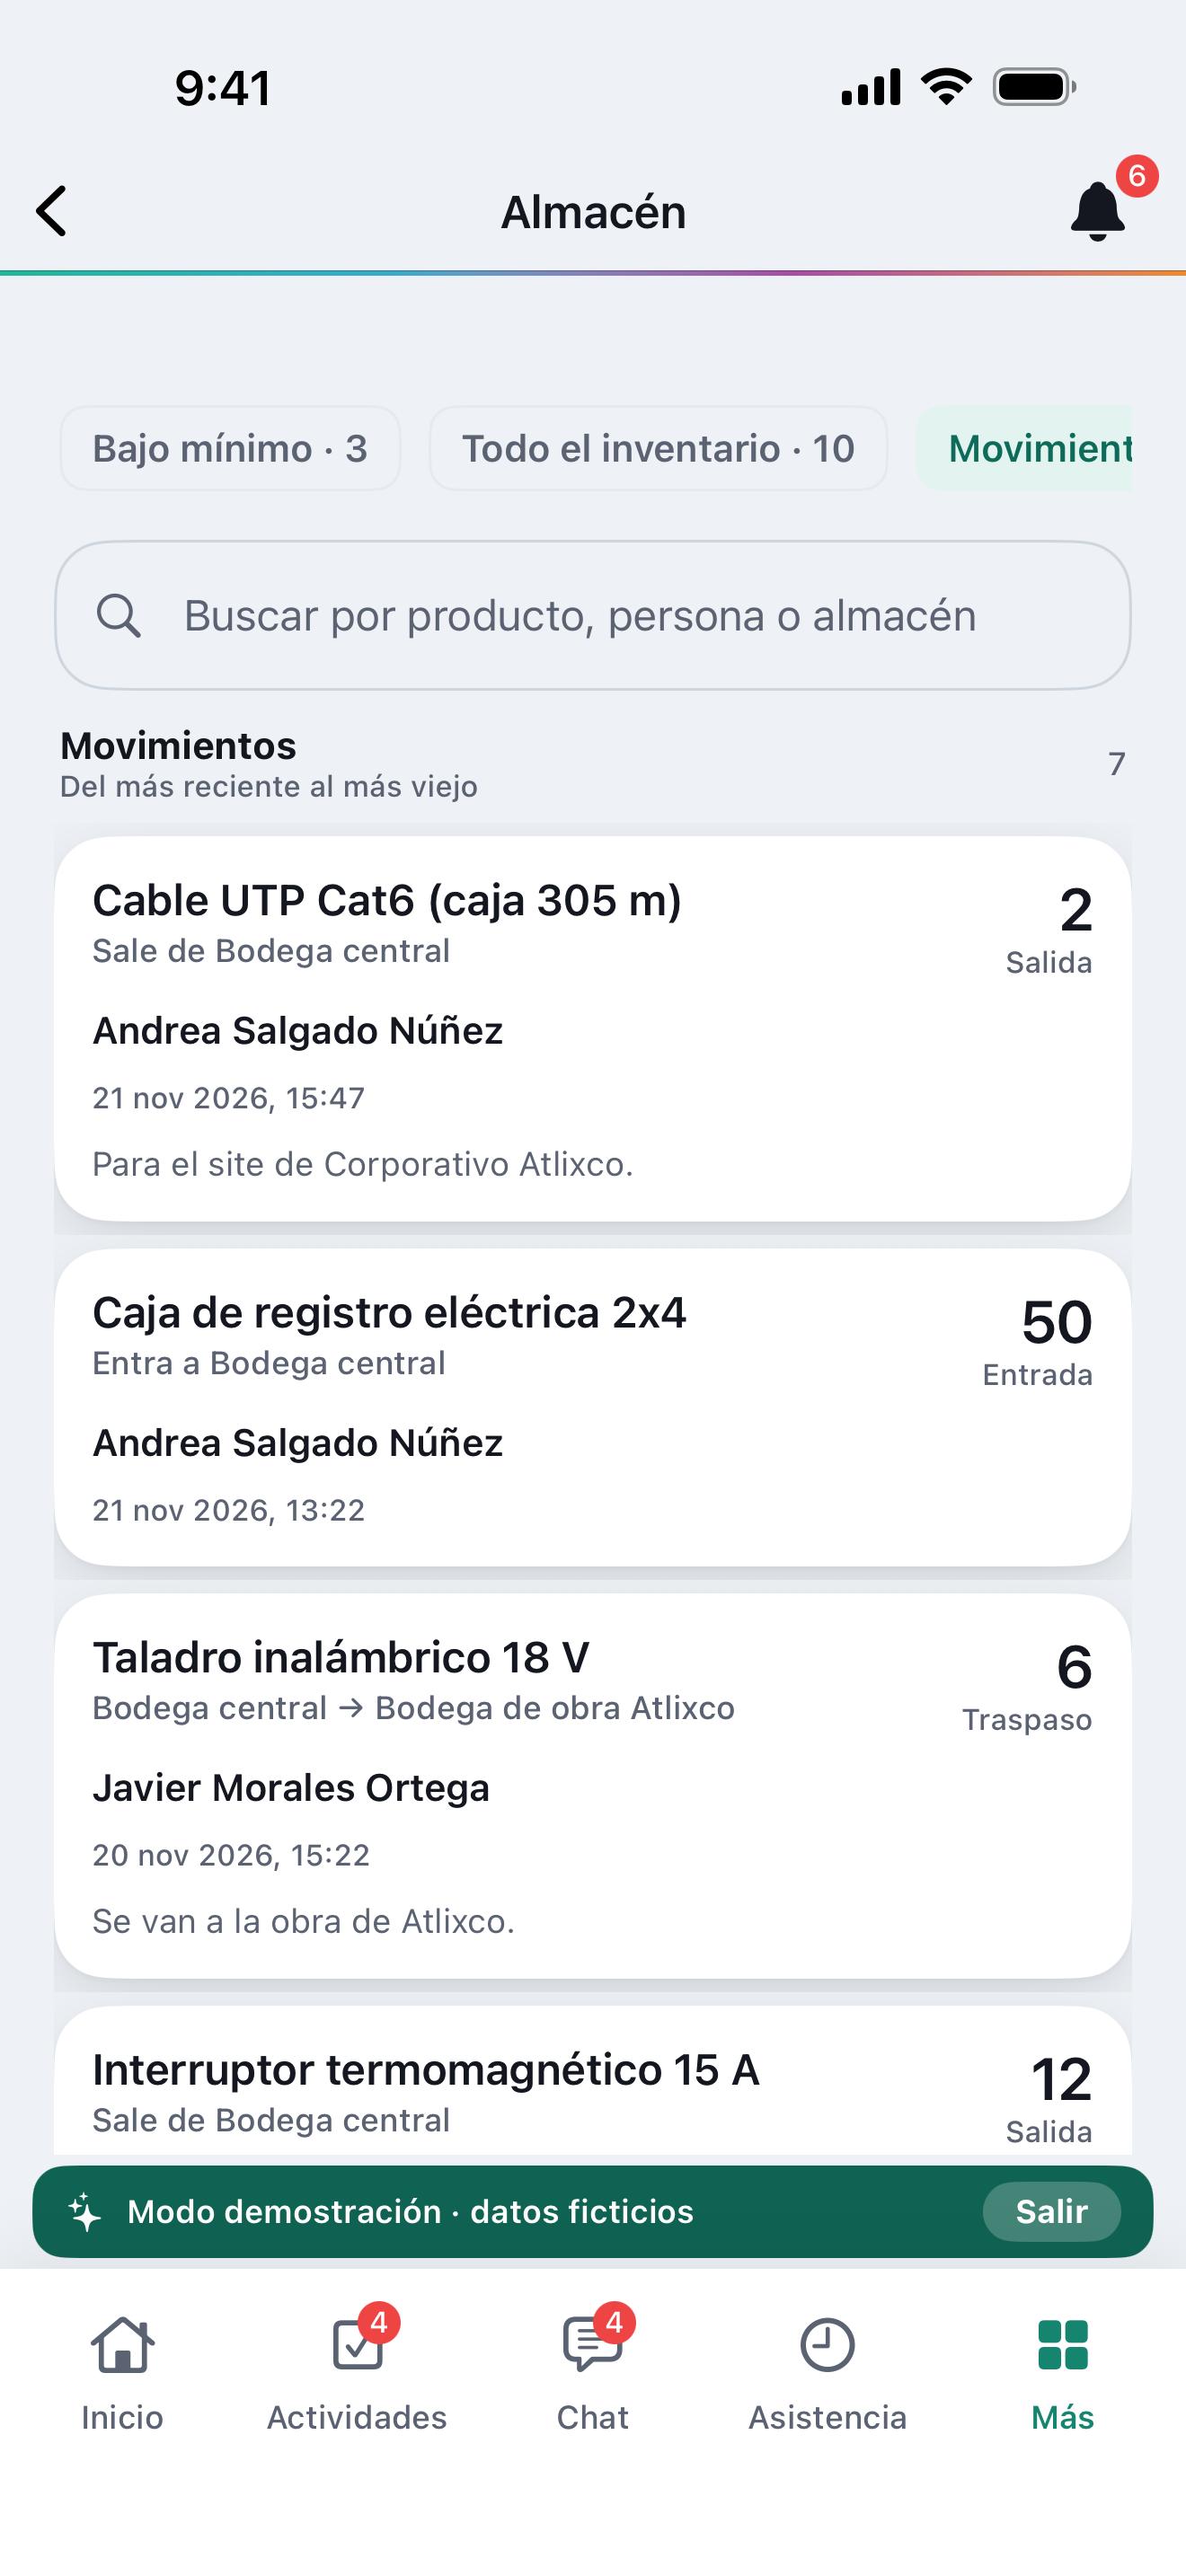 9:41
Almacén
6
Bajo mínimo · 3
Todo el inventario · 10
Movimient
Buscar por producto, persona o almacén
Movimientos
7
Del más reciente al más viejo
Cable UTP Cat6 (caja 305 m)
2
Sale de Bodega central
Salida
Andrea Salgado Núñez
21 nov 2026, 15:47
Para el site de Corporativo Atlixco.
Caja de registro eléctrica 2x4
50
Entra a Bodega central
Entrada
Andrea Salgado Núñez
21 nov 2026, 13:22
Taladro inalámbrico 18 V
6
Bodega central → Bodega de obra Atlixco
Traspaso
Javier Morales Ortega
20 nov 2026, 15:22
Se van a la obra de Atlixco.
Interruptor termomagnético 15 A
12
Sale de Bodega central
Salida
Modo demostración · datos ficticios
Salir
4
4
Inicio
Actividades
Chat
Asistencia
Más